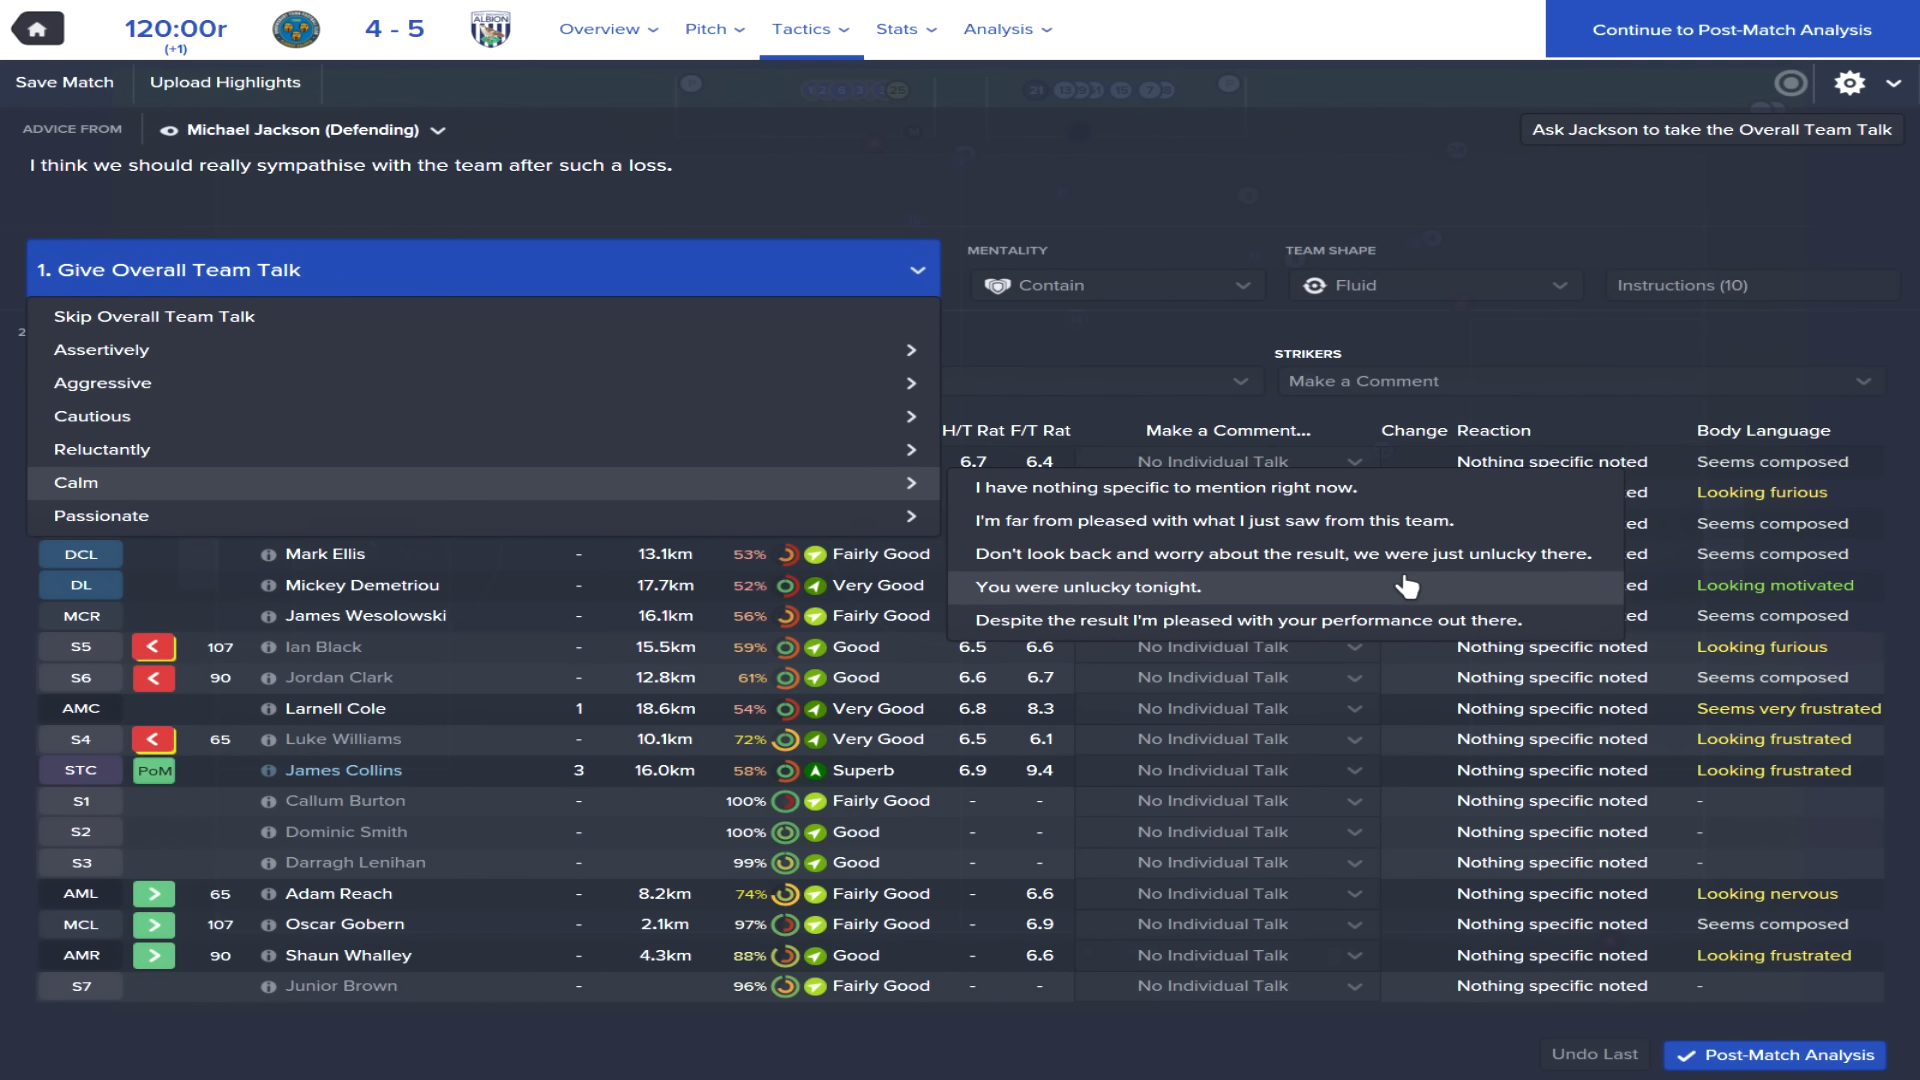 120:00r
(+1)
4 - 5
ALBION
Overview
Pitch
Tactics
Stats
Analysis
Continue to Post-Match Analysis
Save Match
Upload Highlights
ADVICE FROM
Michael Jackson (Defending)
Ask Jackson to take the Overall Team Talk
I think we should really sympathise with the team after such a loss.
1. Give Overall Team Talk
MENTALITY
TEAM SHAPE
Contain
Fluid
Instructions (10)
Skip Overall Team Talk
2
Assertively
STRIKERS
Aggressive
Make a Comment
Cautious
H/T Rat F/T Rat Make a Comment... Change Reaction Body Language
Reluctantly
6.7 6.4 No Individual Talk Nothing specific noted Seems composed
Calm
I have nothing specific to mention right now.
ed Looking furious
Passionate
I'm far from pleased with what I just saw from this team.
ed Seems composed
DCL Mark Ellis - 13.1km 53% Fairly Good
Don't look back and worry about the result, we were just unlucky there.
ed Seems composed
DL Mickey Demetriou - 17.7km 52% Very Good
You were unlucky tonight.
ed Looking motivated
MCR James Wesolowski - 16.1km 56% Fairly Good
Despite the result I'm pleased with your performance out there.
ed Seems composed
S5 107 Ian Black - 15.5km 59% Good 6.5 6.6 No Individual Talk Nothing specific noted Looking furious
S6 90 Jordan Clark - 12.8km 61% Good 6.6 6.7 No Individual Talk Nothing specific noted Seems composed
AMC Larnell Cole 1 18.6km 54% Very Good 6.8 8.3 No Individual Talk Nothing specific noted Seems very frustrated
S4 65 Luke Williams - 10.1km 72% Very Good 6.5 6.1 No Individual Talk Nothing specific noted Looking frustrated
STC PoM James Collins 3 16.0km 58% Superb 6.9 9.4 No Individual Talk Nothing specific noted Looking frustrated
S1 Callum Burton - 100% Fairly Good - - No Individual Talk Nothing specific noted -
S2 Dominic Smith - 100% Good - - No Individual Talk Nothing specific noted -
S3 Darragh Lenihan - 99% Good - - No Individual Talk Nothing specific noted -
AML 65 Adam Reach - 8.2km 74% Fairly Good - 6.6 No Individual Talk Nothing specific noted Looking nervous
MCL 107 Oscar Gobern - 2.1km 97% Fairly Good - 6.9 No Individual Talk Nothing specific noted Seems composed
AMR 90 Shaun Whalley - 4.3km 88% Good - 6.6 No Individual Talk Nothing specific noted Looking frustrated
S7 Junior Brown - 96% Fairly Good - - No Individual Talk Nothing specific noted -
Undo Last
Post-Match Analysis